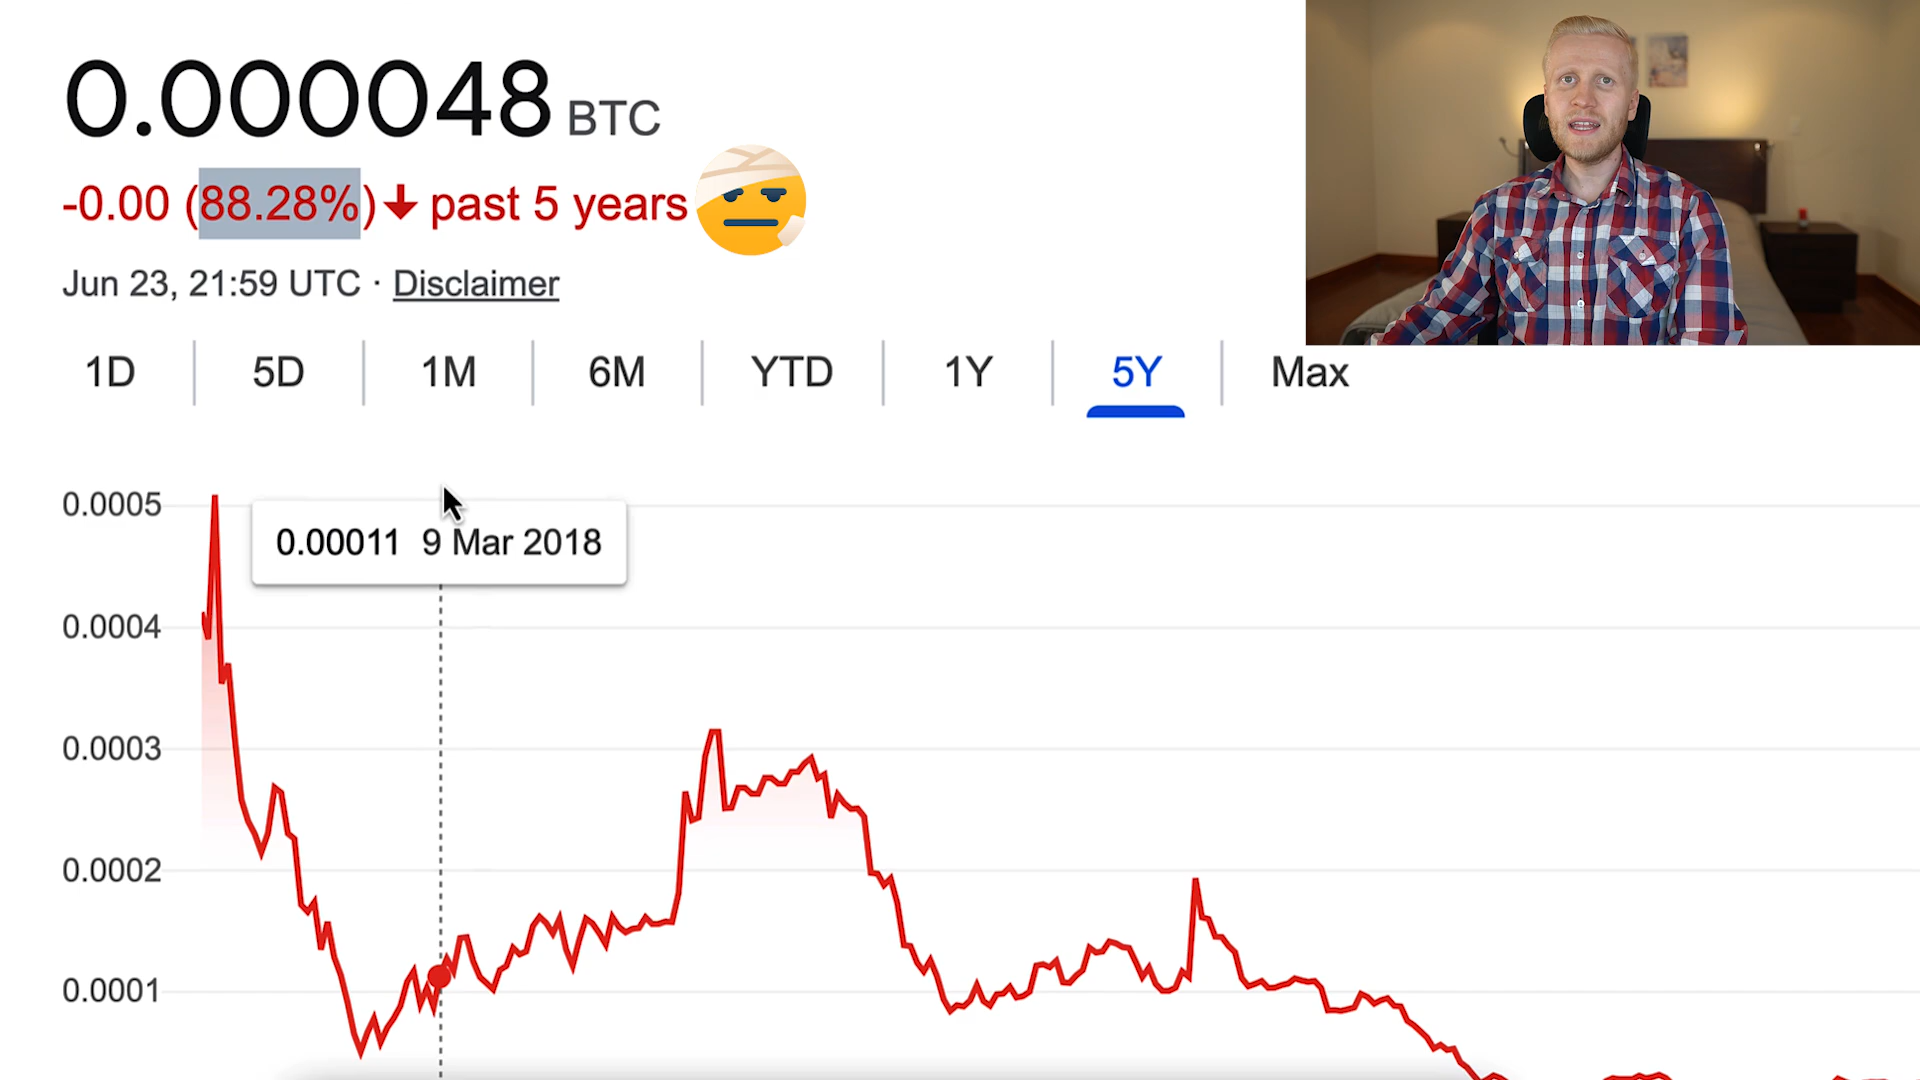 0.000048 BTC
-0.00 (88.28%)↓ past 5 years
Jun 23, 21:59 UTC · Disclaimer
1D 5D 1M 6M YTD 1Y 5Y Max
0.0005
0.00011 9 Mar 2018
0.0004
0.0003
0.0002
0.0001